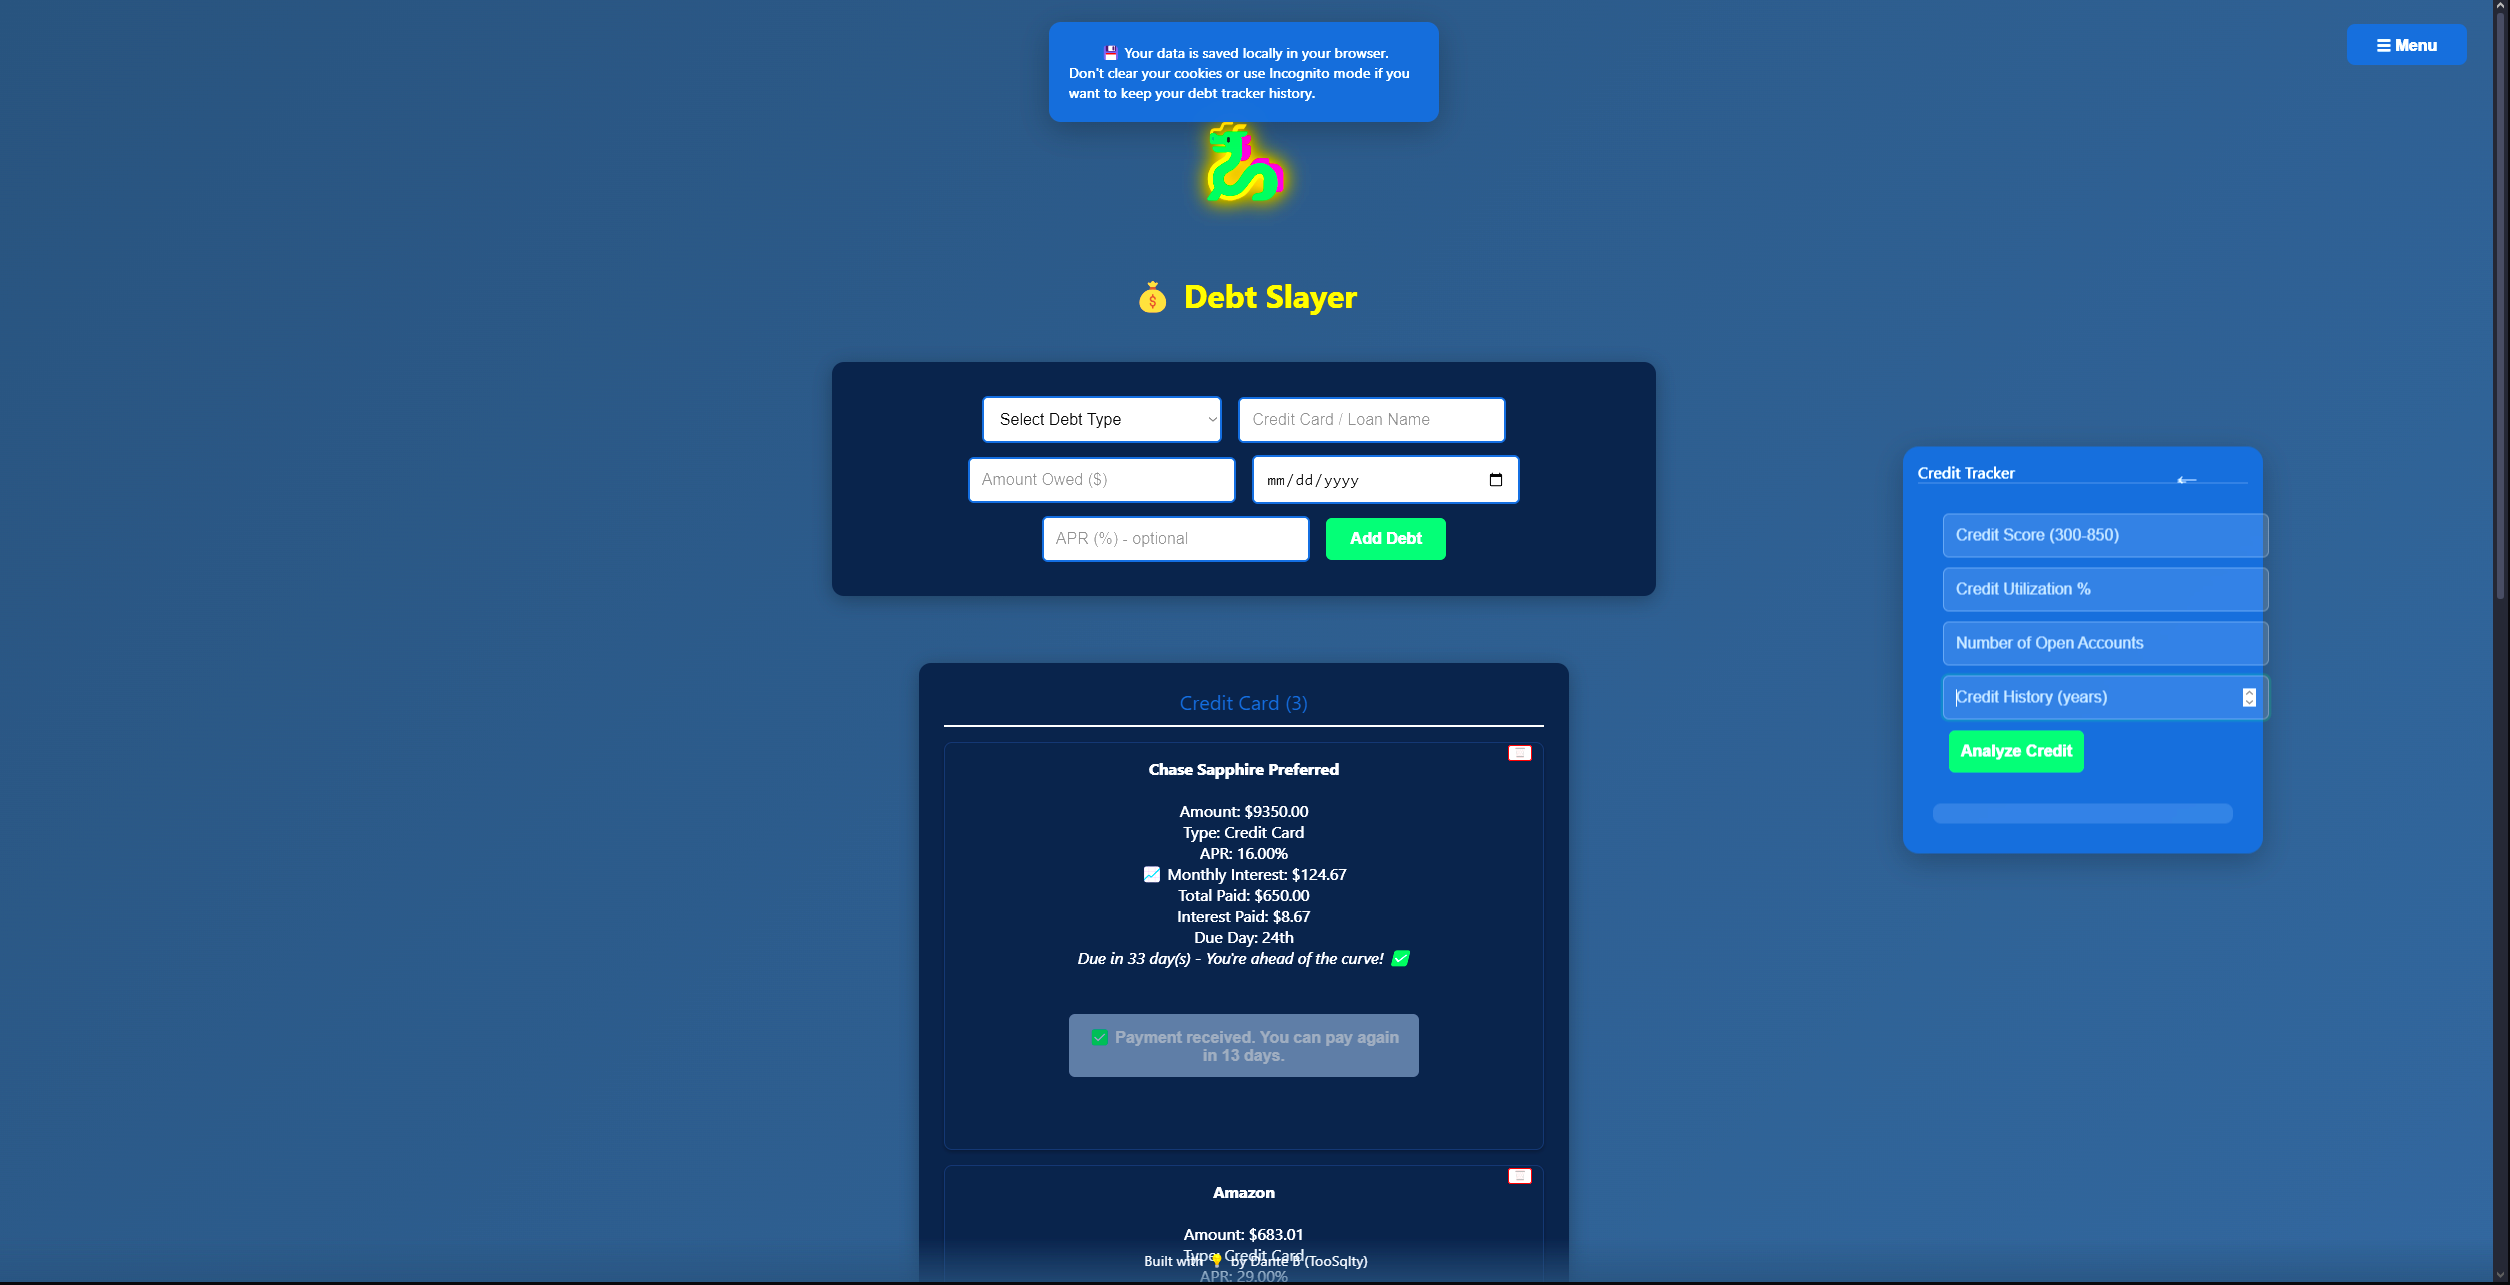 💾 Your data is saved locally in your browser.
Don't clear your cookies or use Incognito mode if you
want to keep your debt tracker history.
☰ Menu
💰 Debt Slayer
Select Debt Type
Credit Card / Loan Name
Amount Owed ($)
mm/dd/yyyy
APR (%) - optional
Add Debt
Credit Tracker
←
Credit Score (300-850)
Credit Utilization %
Number of Open Accounts
Credit History (years)
Analyze Credit
Credit Card (3)
Chase Sapphire Preferred
Amount: $9350.00
Type: Credit Card
APR: 16.00%
📈 Monthly Interest: $124.67
Total Paid: $650.00
Interest Paid: $8.67
Due Day: 24th
Due in 33 day(s) - You're ahead of the curve! ✅
✅ Payment received. You can pay again
in 13 days.
Amazon
Amount: $683.01
Type: Credit Card
Built with 💡 by Dante B (TooSqlty)
APR: 29.00%